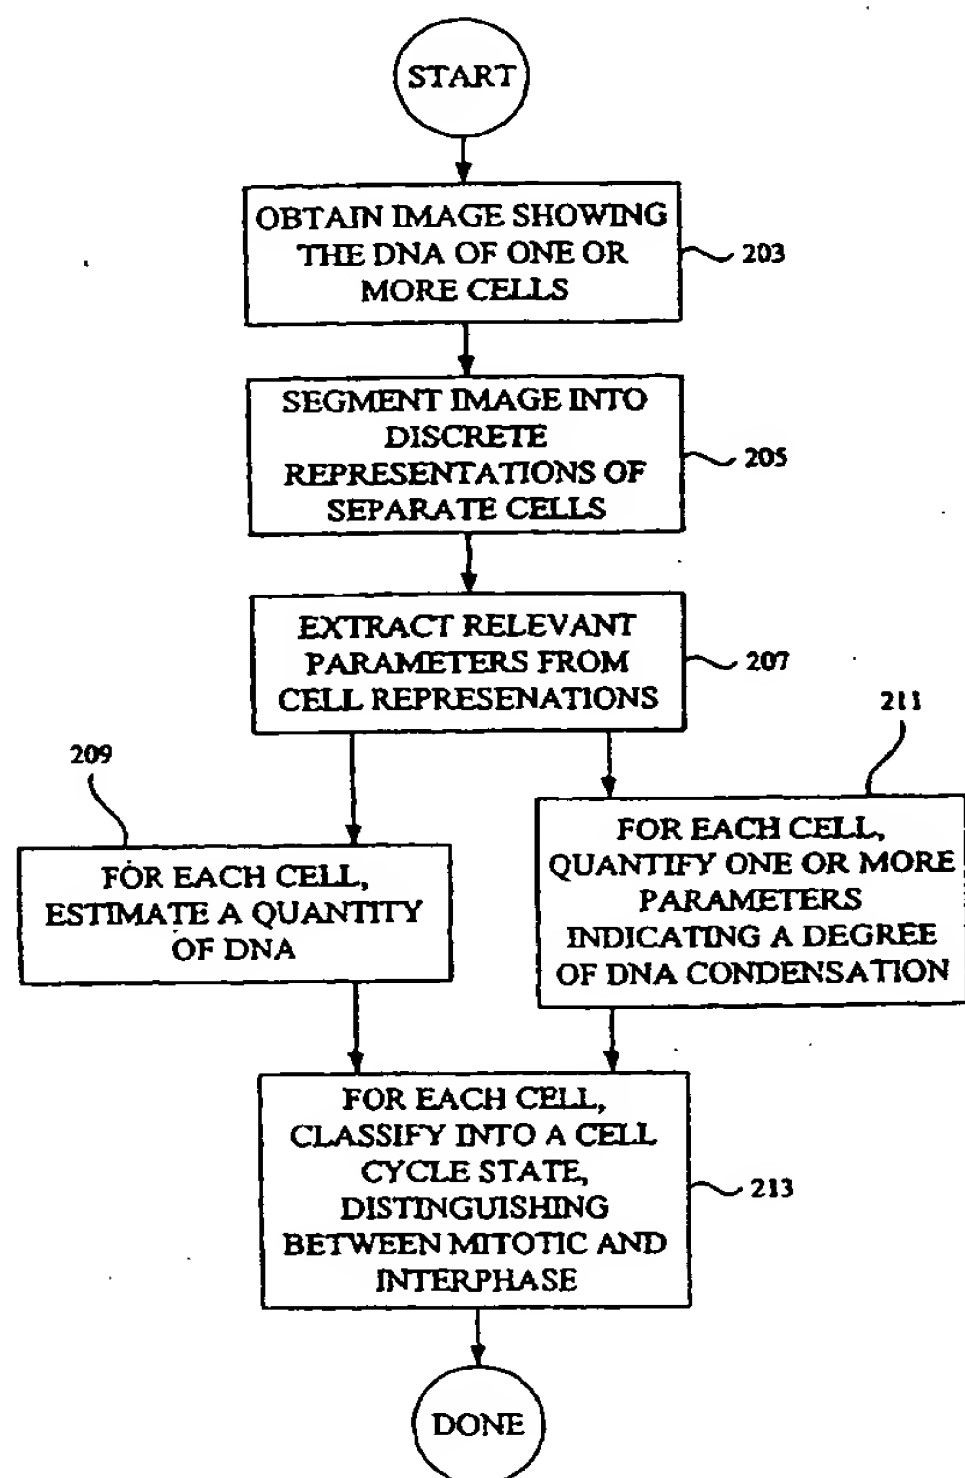 START
OBTAIN IMAGE SHOWING
THE DNA OF ONE OR
MORE CELLS
203
SEGMENT IMAGE INTO
DISCRETE
REPRESENTATIONS OF
SEPARATE CELLS
205
EXTRACT RELEVANT
PARAMETERS FROM
CELL REPRESENATIONS
207
209
FOR EACH CELL,
ESTIMATE A QUANTITY
OF DNA
211
FOR EACH CELL,
QUANTIFY ONE OR MORE
PARAMETERS
INDICATING A DEGREE
OF DNA CONDENSATION
FOR EACH CELL,
CLASSIFY INTO A CELL
CYCLE STATE,
DISTINGUISHING
BETWEEN MITOTIC AND
INTERPHASE
213
DONE